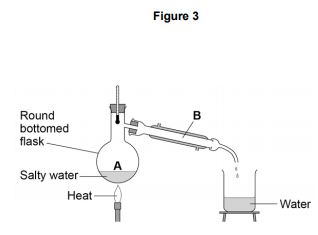 Figure 3
B
Round
bottomed
flask
A
Salty water
Heat
Water